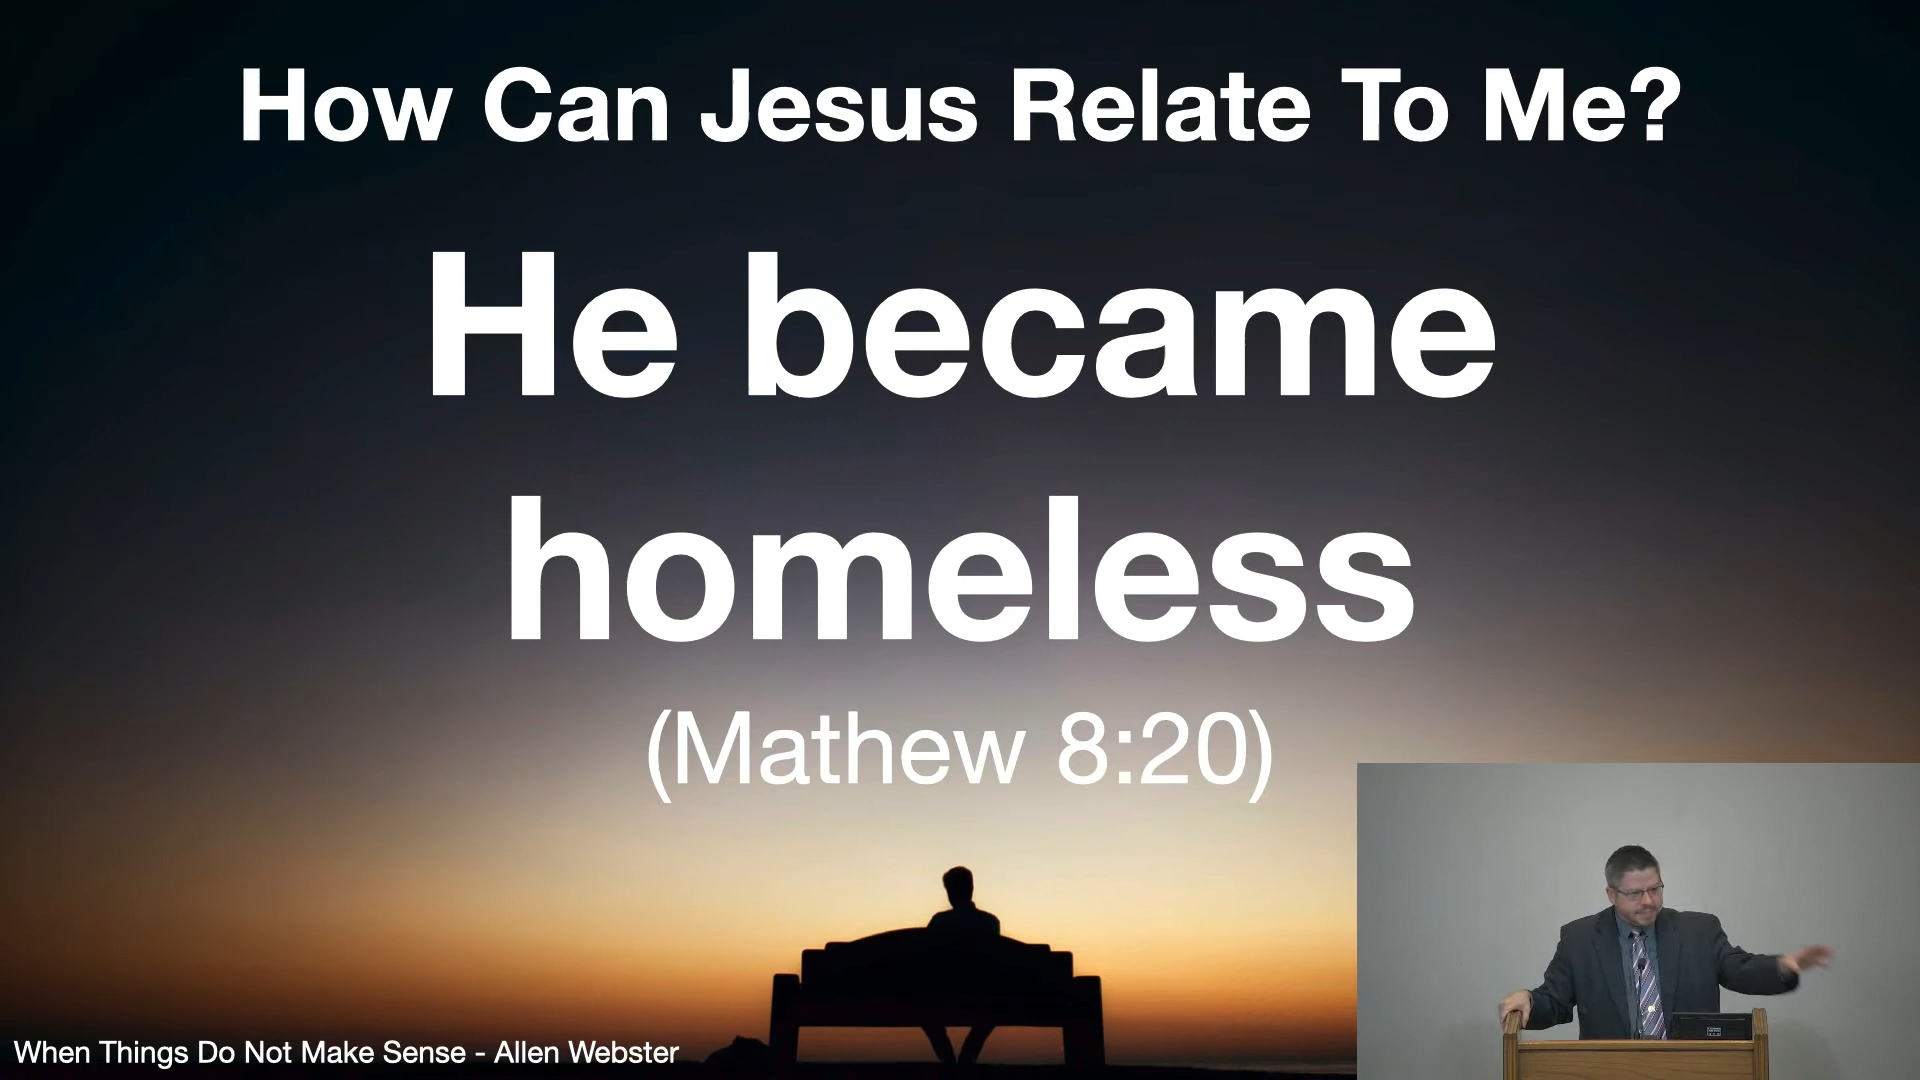 How Can Jesus Relate To Me?
He became
homeless
(Mathew 8:20)
When Things Do Not Make Sense - Allen Webster